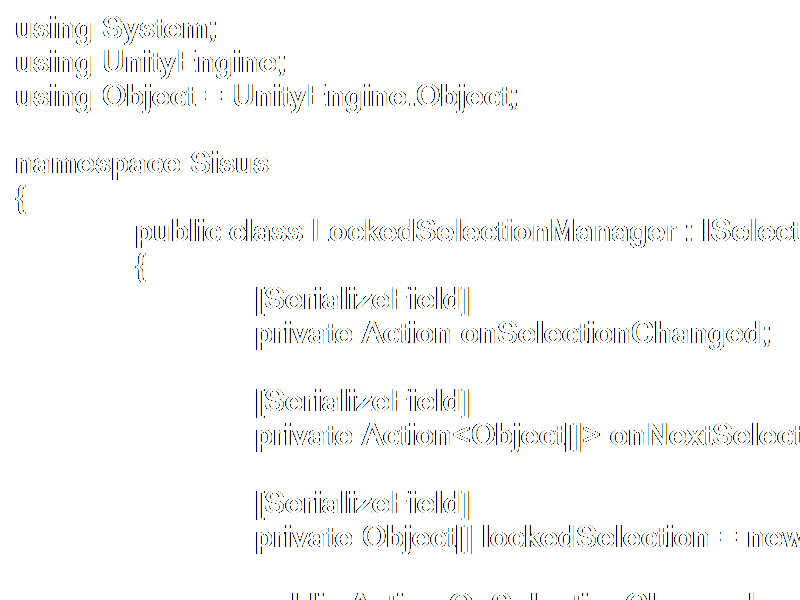 using System;
using UnityEngine;
using Object = UnityEngine.Object;
namespace Sisus
{
public class LockedSelectionManager : ISelect
{
[SerializeField]
private Action onSelectionChanged;
[SerializeField]
private Action<Object[]> onNextSelect
[SerializeField]
private Object[] lockedSelection = new